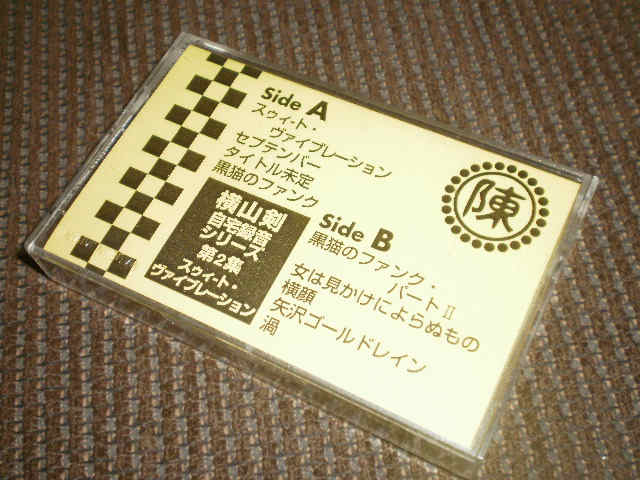 Side A
スウィート・
ヴァイブレーション
セプテンバー
タイトル未定
黒猫のファンク
陳
横山剣
自宅録音
シリーズ
第2集
スウィート・
ヴァイブレーション
Side B
黒猫のファンク・
パートⅡ
女は見かけによらぬもの
横顔
矢沢ゴールドレイン
渦